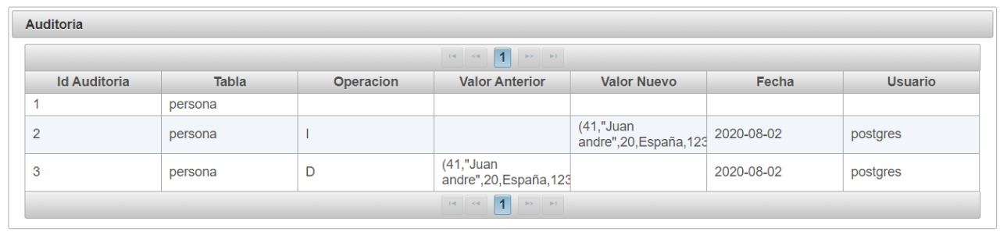 Auditoria
1
Id Auditoria Tabla Operacion Valor Anterior Valor Nuevo Fecha Usuario
1 persona
2 persona I (41,"Juan andre",20,España,123 2020-08-02 postgres
3 persona D (41,"Juan andre",20,España,123 2020-08-02 postgres
1